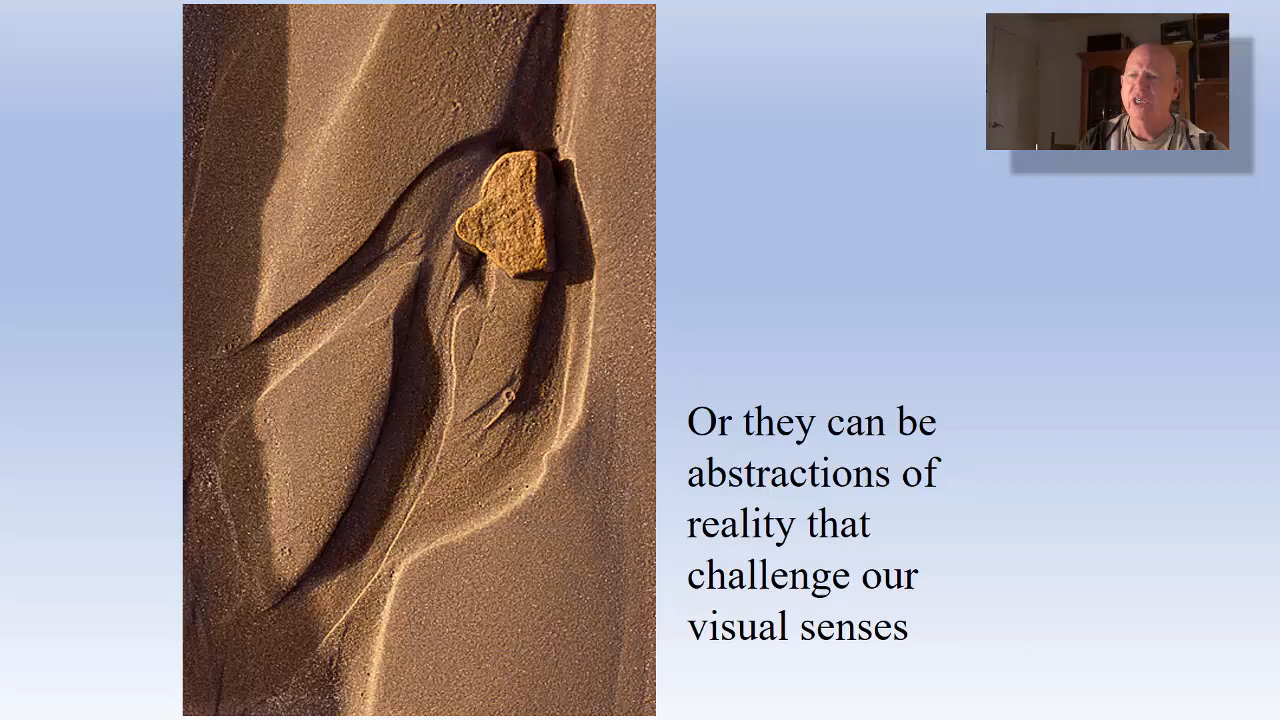 Or they can be
abstractions of
reality that
challenge our
visual senses